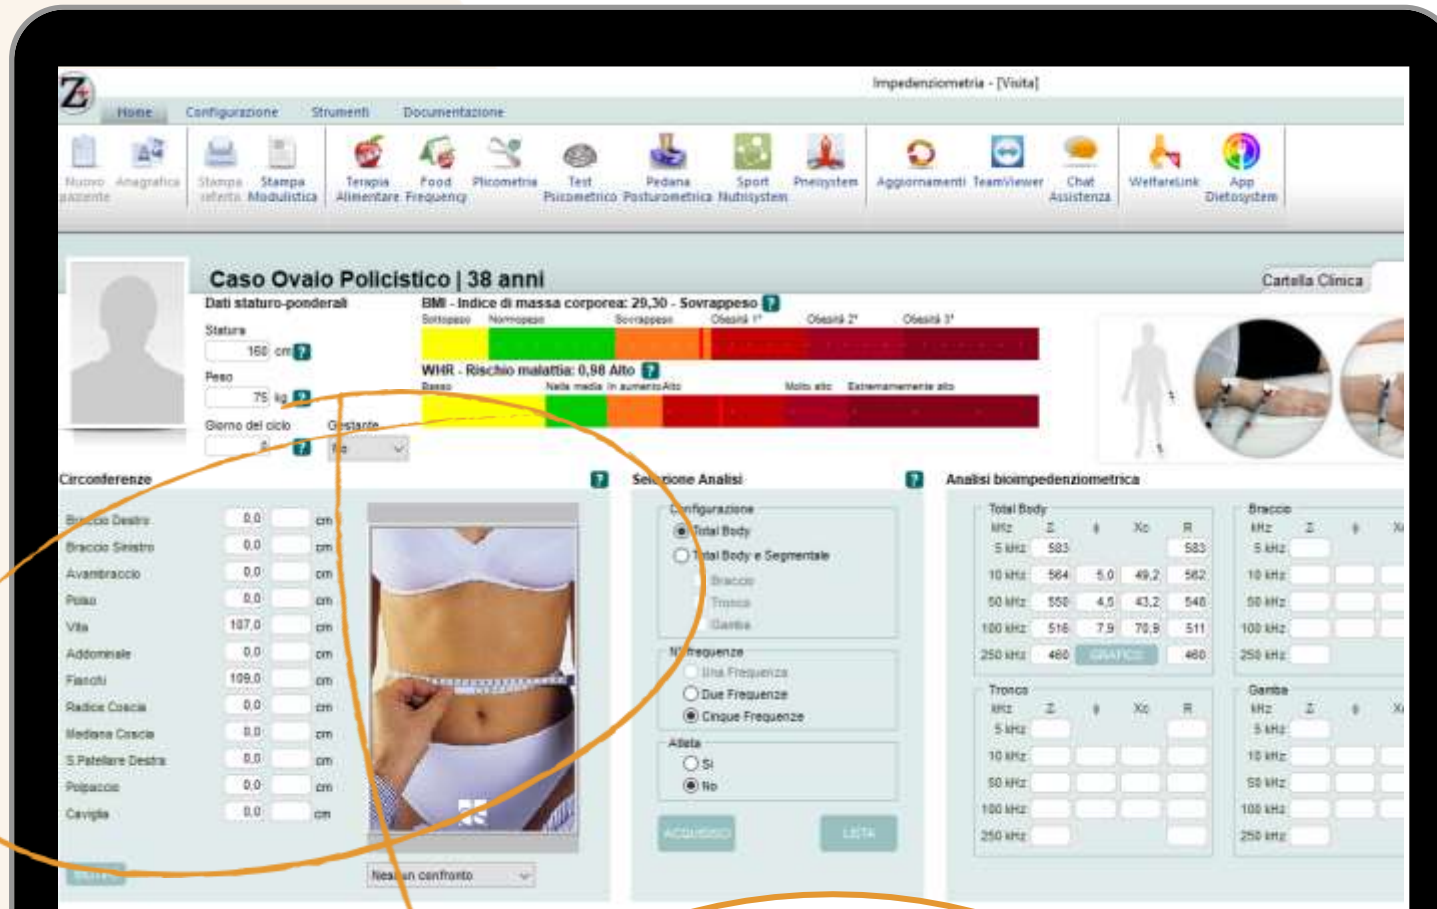 Impedenziometria - [Visita]
Home Configurazione Strumenti Documentazione
Nuovo paziente
Anagrafica
Stampa referto
Stampa Modulistica
Terapia Alimentare
Food Frequency
Plicometria
Test Psicometrico
Pedana Posturometrica
Sport Nutrisystem
Pneisystem
Aggiornamenti
TeamViewer
Chat Assistenza
WelfareLink
App Dietosystem
Caso Ovaio Policistico | 38 anni
Cartella Clinica
Dati staturo-ponderali
Statura
160 cm ?
Peso
75 kg ?
Giorno del ciclo
Gestante
?
No
BMI - Indice di massa corporea: 29,30 - Sovrappeso ?
Sottopeso Normopeso Sovrappeso Obesità 1° Obesità 2° Obesità 3°
WHR - Rischio malattia: 0,98 Alto ?
Basso Nella media In aumento Alto Molto alto Estremamemente alto
Circonferenze ?
Braccio Destro 0,0 cm
Braccio Sinistro 0,0 cm
Avambraccio 0,0 cm
Polso 0,0 cm
Vita 107,0 cm
Addominale 0,0 cm
Fianchi 109,0 cm
Radice Coscia 0,0 cm
Mediana Coscia 0,0 cm
S.Patellare Destra 0,0 cm
Polpaccio 0,0 cm
Caviglia 0,0 cm
Nessun confronto
Selezione Analisi ?
Configurazione
Total Body
Total Body e Segmentale
Braccio
Tronco
Gamba
N° frequenze
Una Frequenza
Due Frequenze
Cinque Frequenze
Atleta
Si
No
ACQUISISCI LISTA
Analisi bioimpedenziometrica
Total Body
kHz Z φ Xc R
5 kHz 583 583
10 kHz 564 5,0 49,2 562
50 kHz 550 4,5 43,2 548
100 kHz 516 7,9 70,9 511
250 kHz 460 GRAFICO 460
Braccio
kHz Z φ
5 kHz
10 kHz
50 kHz
100 kHz
250 kHz
Tronco
kHz Z φ Xc R
5 kHz
10 kHz
50 kHz
100 kHz
250 kHz
Gamba
kHz Z φ
5 kHz
10 kHz
50 kHz
100 kHz
250 kHz